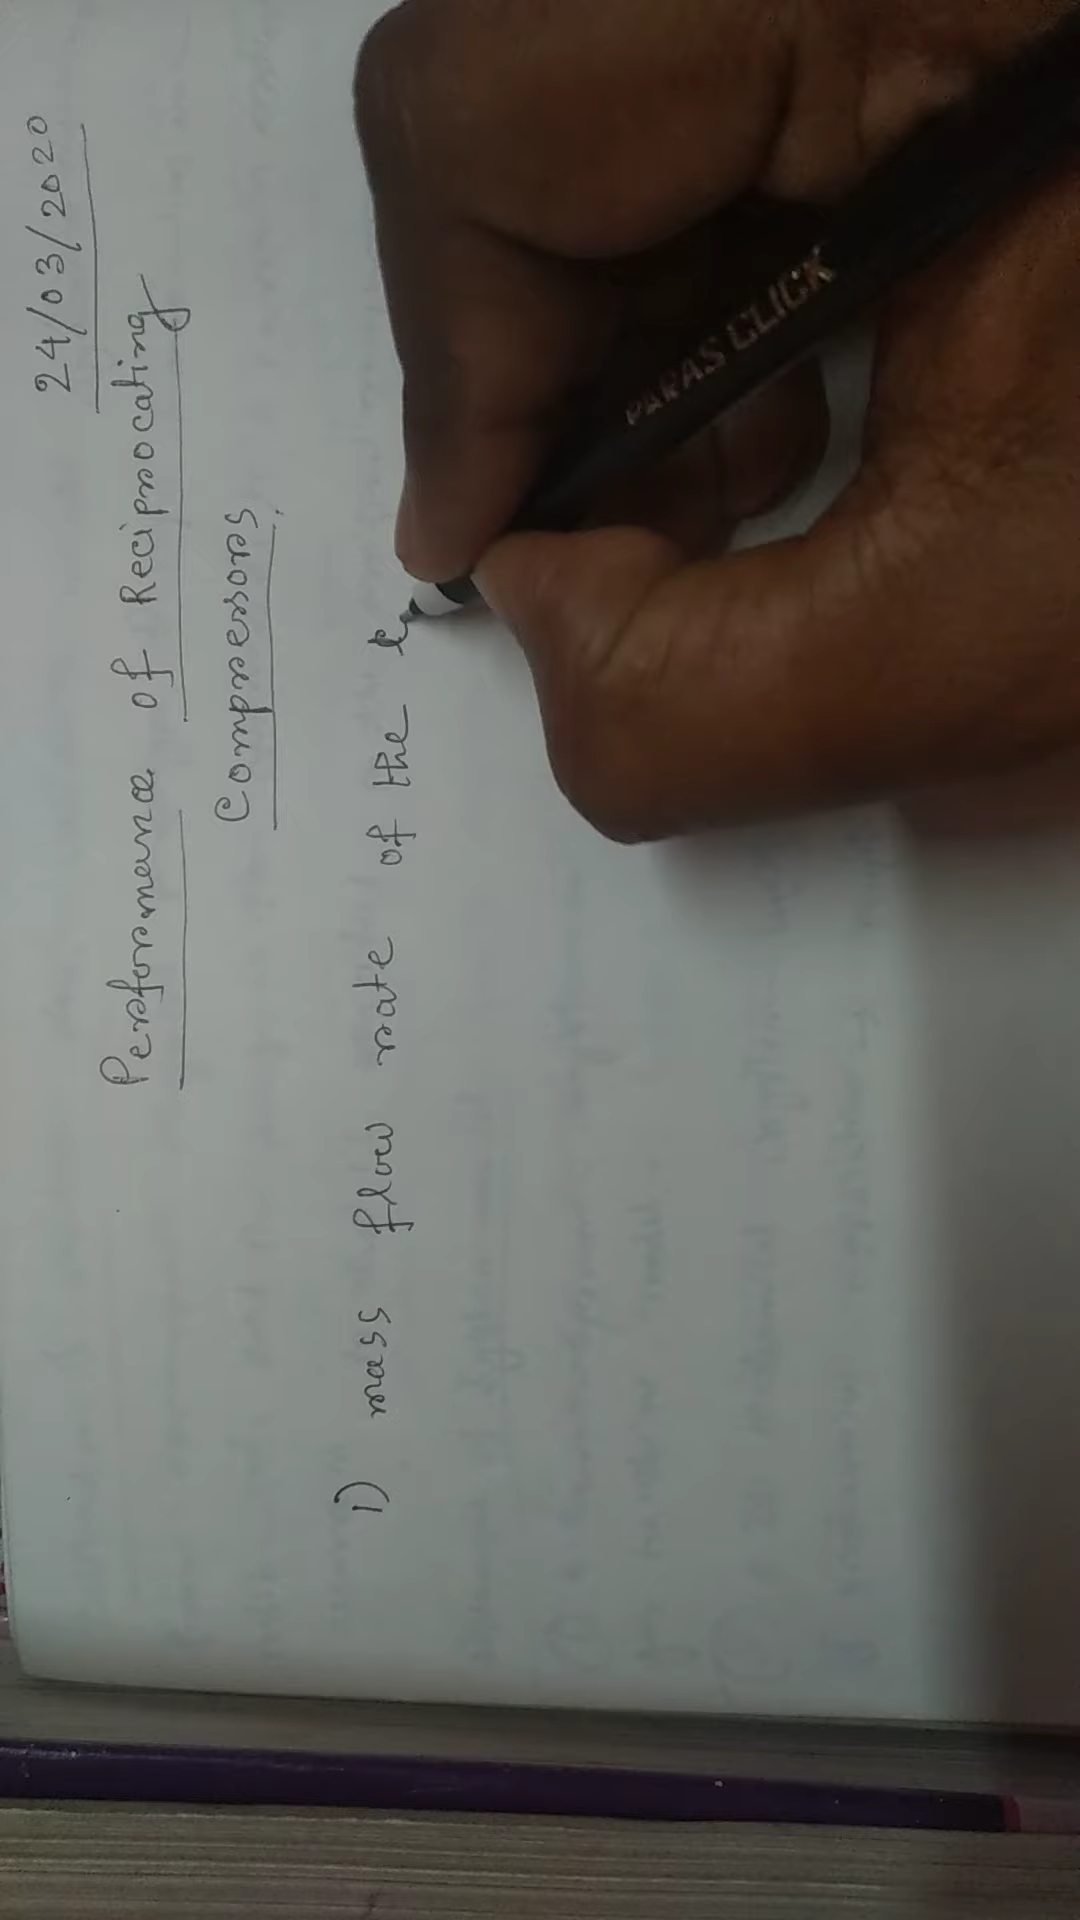 24/03/2020
Performance of Reciprocating
Compressors
1) mass flow rate of the
PARAS CLICK